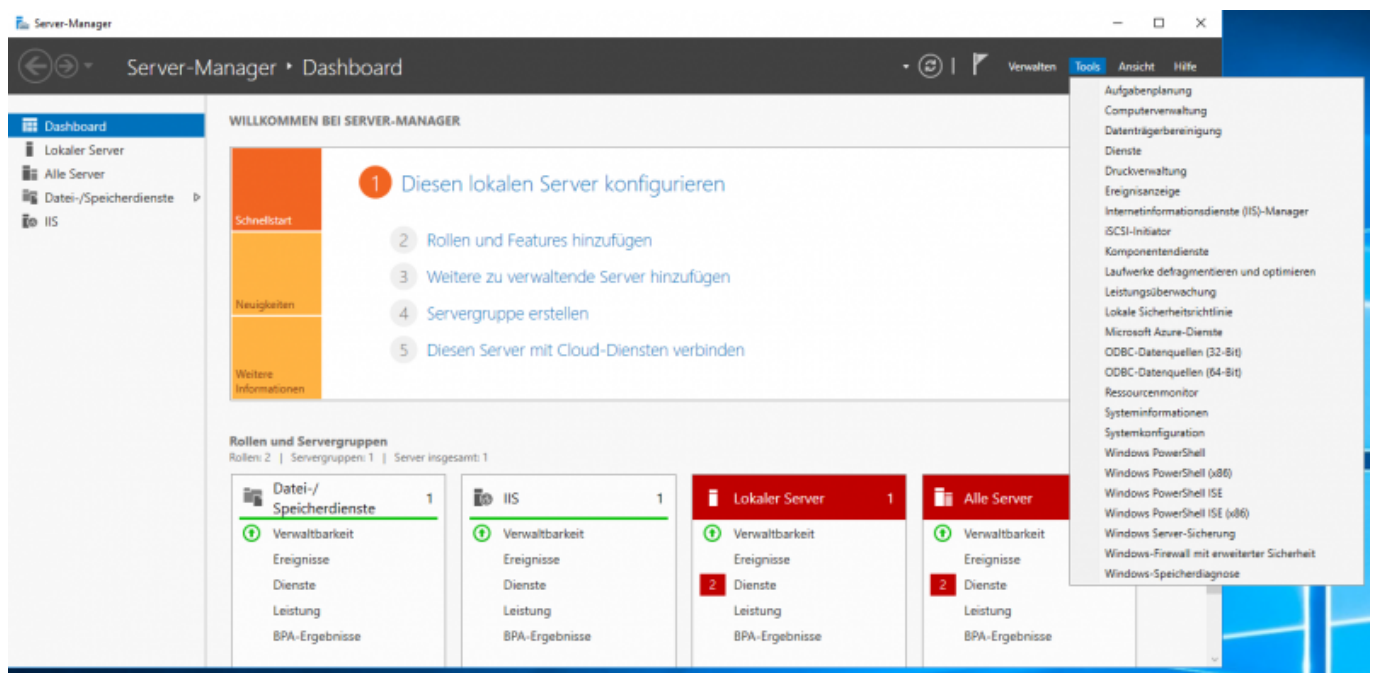 Server-Manager
Server-Manager ‣ Dashboard
Verwalten Tools Ansicht Hilfe
Dashboard
Lokaler Server
Alle Server
Datei-/Speicherdienste
IIS
WILLKOMMEN BEI SERVER-MANAGER
Schnellstart
Neuigkeiten
Weitere
Informationen
1 Diesen lokalen Server konfigurieren
2 Rollen und Features hinzufügen
3 Weitere zu verwaltende Server hinzufügen
4 Servergruppe erstellen
5 Diesen Server mit Cloud-Diensten verbinden
Rollen und Servergruppen
Rollen: 2 | Servergruppen: 1 | Server insgesamt: 1
Datei-/
Speicherdienste 1
Verwaltbarkeit
Ereignisse
Dienste
Leistung
BPA-Ergebnisse
IIS 1
Verwaltbarkeit
Ereignisse
Dienste
Leistung
BPA-Ergebnisse
Lokaler Server 1
Verwaltbarkeit
Ereignisse
2 Dienste
Leistung
BPA-Ergebnisse
Alle Server
Verwaltbarkeit
Ereignisse
2 Dienste
Leistung
BPA-Ergebnisse
Aufgabenplanung
Computerverwaltung
Datenträgerbereinigung
Dienste
Druckverwaltung
Ereignisanzeige
Internetinformationsdienste (IIS)-Manager
iSCSI-Initiator
Komponentendienste
Laufwerke defragmentieren und optimieren
Leistungsüberwachung
Lokale Sicherheitsrichtlinie
Microsoft Azure-Dienste
ODBC-Datenquellen (32-Bit)
ODBC-Datenquellen (64-Bit)
Ressourcenmonitor
Systeminformationen
Systemkonfiguration
Windows PowerShell
Windows PowerShell (x86)
Windows PowerShell ISE
Windows PowerShell ISE (x86)
Windows Server-Sicherung
Windows-Firewall mit erweiterter Sicherheit
Windows-Speicherdiagnose